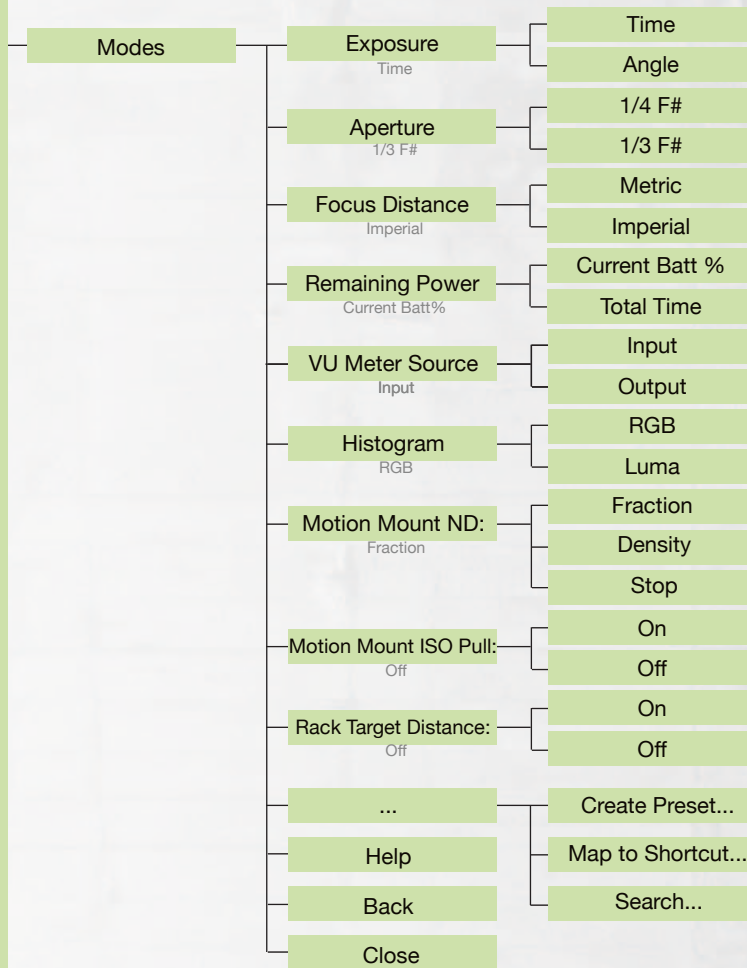 Modes
Exposure
Time
Time
Angle
Aperture
1/3 F#
1/4 F#
1/3 F#
Focus Distance
Imperial
Metric
Imperial
Remaining Power
Current Batt%
Current Batt %
Total Time
VU Meter Source
Input
Input
Output
Histogram
RGB
RGB
Luma
Motion Mount ND:
Fraction
Fraction
Density
Stop
Motion Mount ISO Pull:
Off
On
Off
Rack Target Distance:
Off
On
Off
...
Create Preset...
Map to Shortcut...
Search...
Help
Back
Close